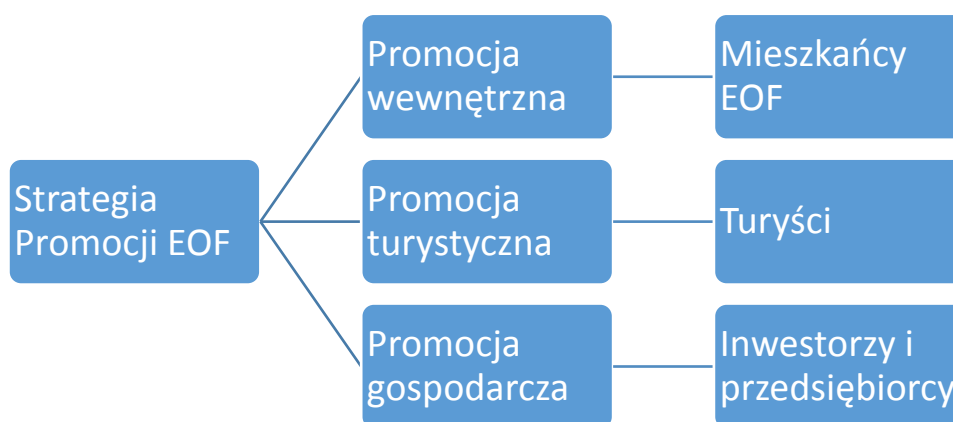 Strategia
Promocji EOF
Promocja
wewnętrzna
Mieszkańcy
EOF
Promocja
turystyczna
Turyści
Promocja
gospodarcza
Inwestorzy i
przedsiębiorcy